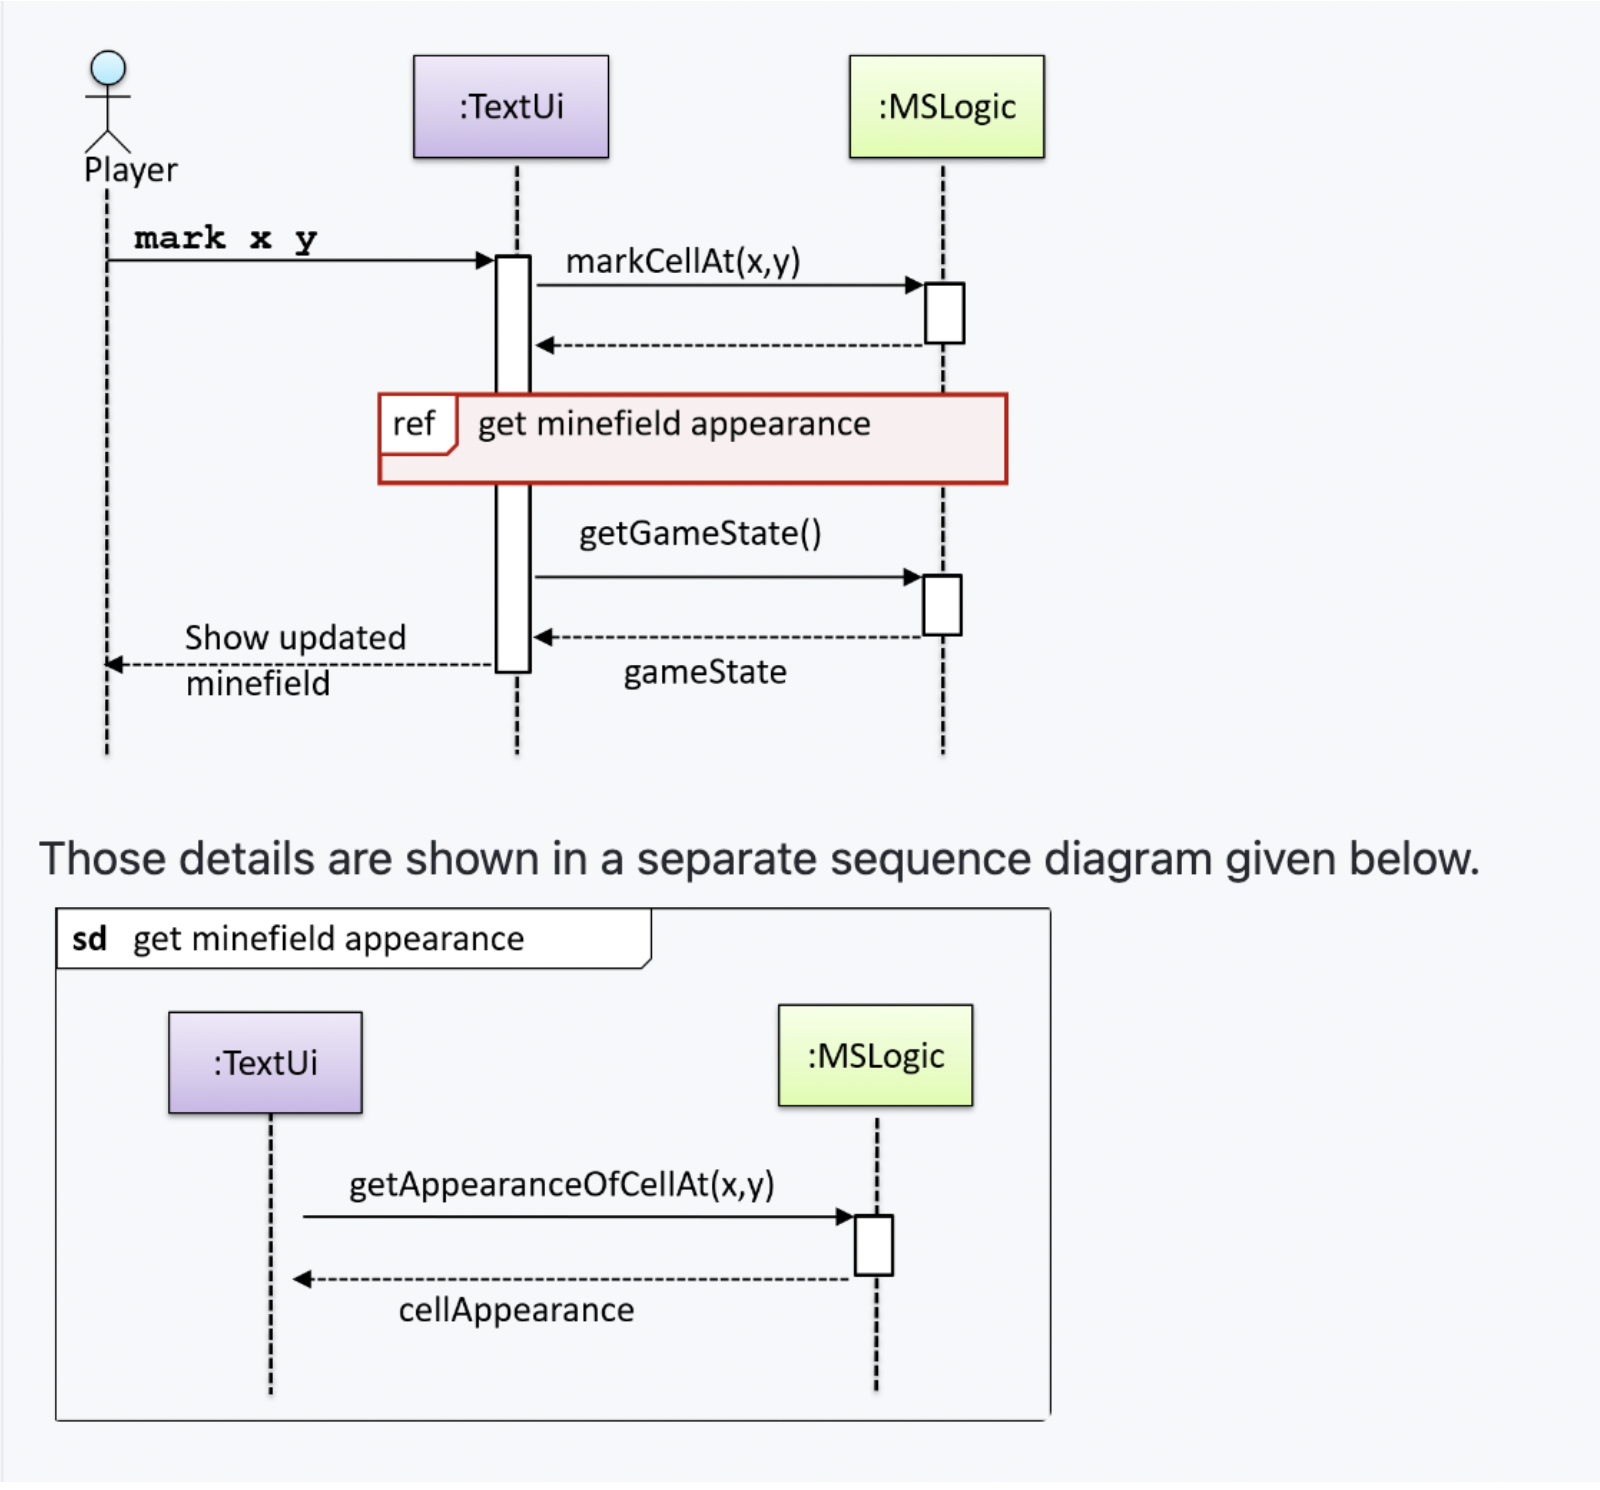 :TextUi
:MSLogic
Player
mark x y
markCellAt(x,y)
ref get minefield appearance
getGameState()
Show updated
minefield
gameState
Those details are shown in a separate sequence diagram given below.
sd get minefield appearance
:TextUi
:MSLogic
getAppearanceOfCellAt(x,y)
cellAppearance